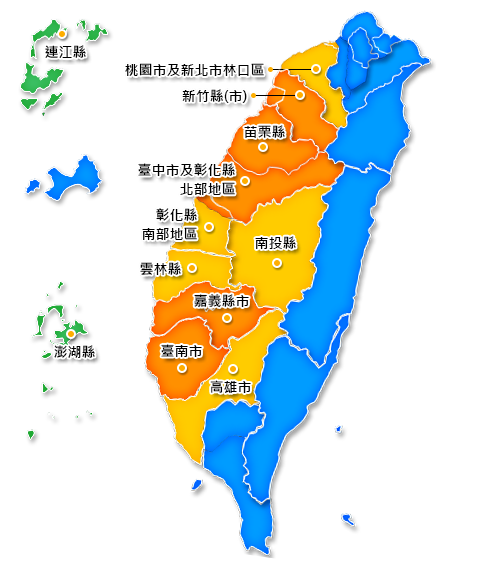 連江縣
桃園市及新北市林口區
新竹縣(市)
苗栗縣
臺中市及彰化縣
北部地區
彰化縣
南部地區
南投縣
雲林縣
嘉義縣市
澎湖縣
臺南市
高雄市